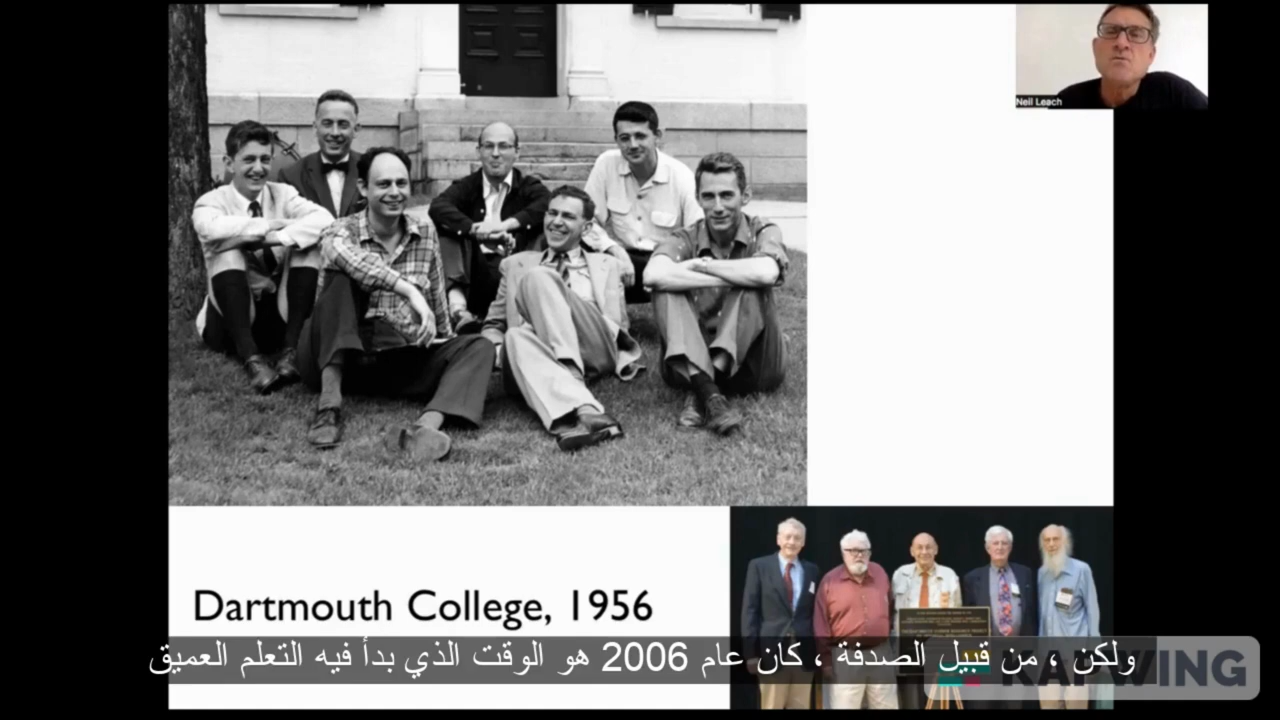 Neil Leach
Dartmouth College, 1956
ولكن ، من قبيل الصدفة ، كان عام 2006 هو الوقت الذي بدأ فيه التعلم العميق
KAPWING